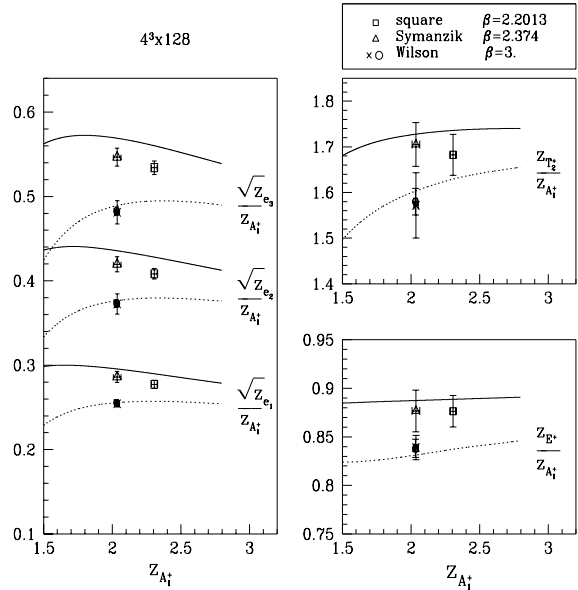 4³x128
square β=2.2013
Symanzik β=2.374
Wilson β=3.
0.6
0.5
0.4
0.3
0.2
0.1
1.5 2 2.5 3
Z_{A₁⁺}
√Z_{e₃}
Z_{A₁⁺}
√Z_{e₂}
Z_{A₁⁺}
√Z_{e₁}
Z_{A₁⁺}
1.8
1.7
1.6
1.5
1.4
1.5 2 2.5 3
Z_{T₂⁺}
Z_{A₁⁺}
0.95
0.9
0.85
0.8
0.75
1.5 2 2.5 3
Z_{E⁺}
Z_{A₁⁺}
Z_{A₁⁺}